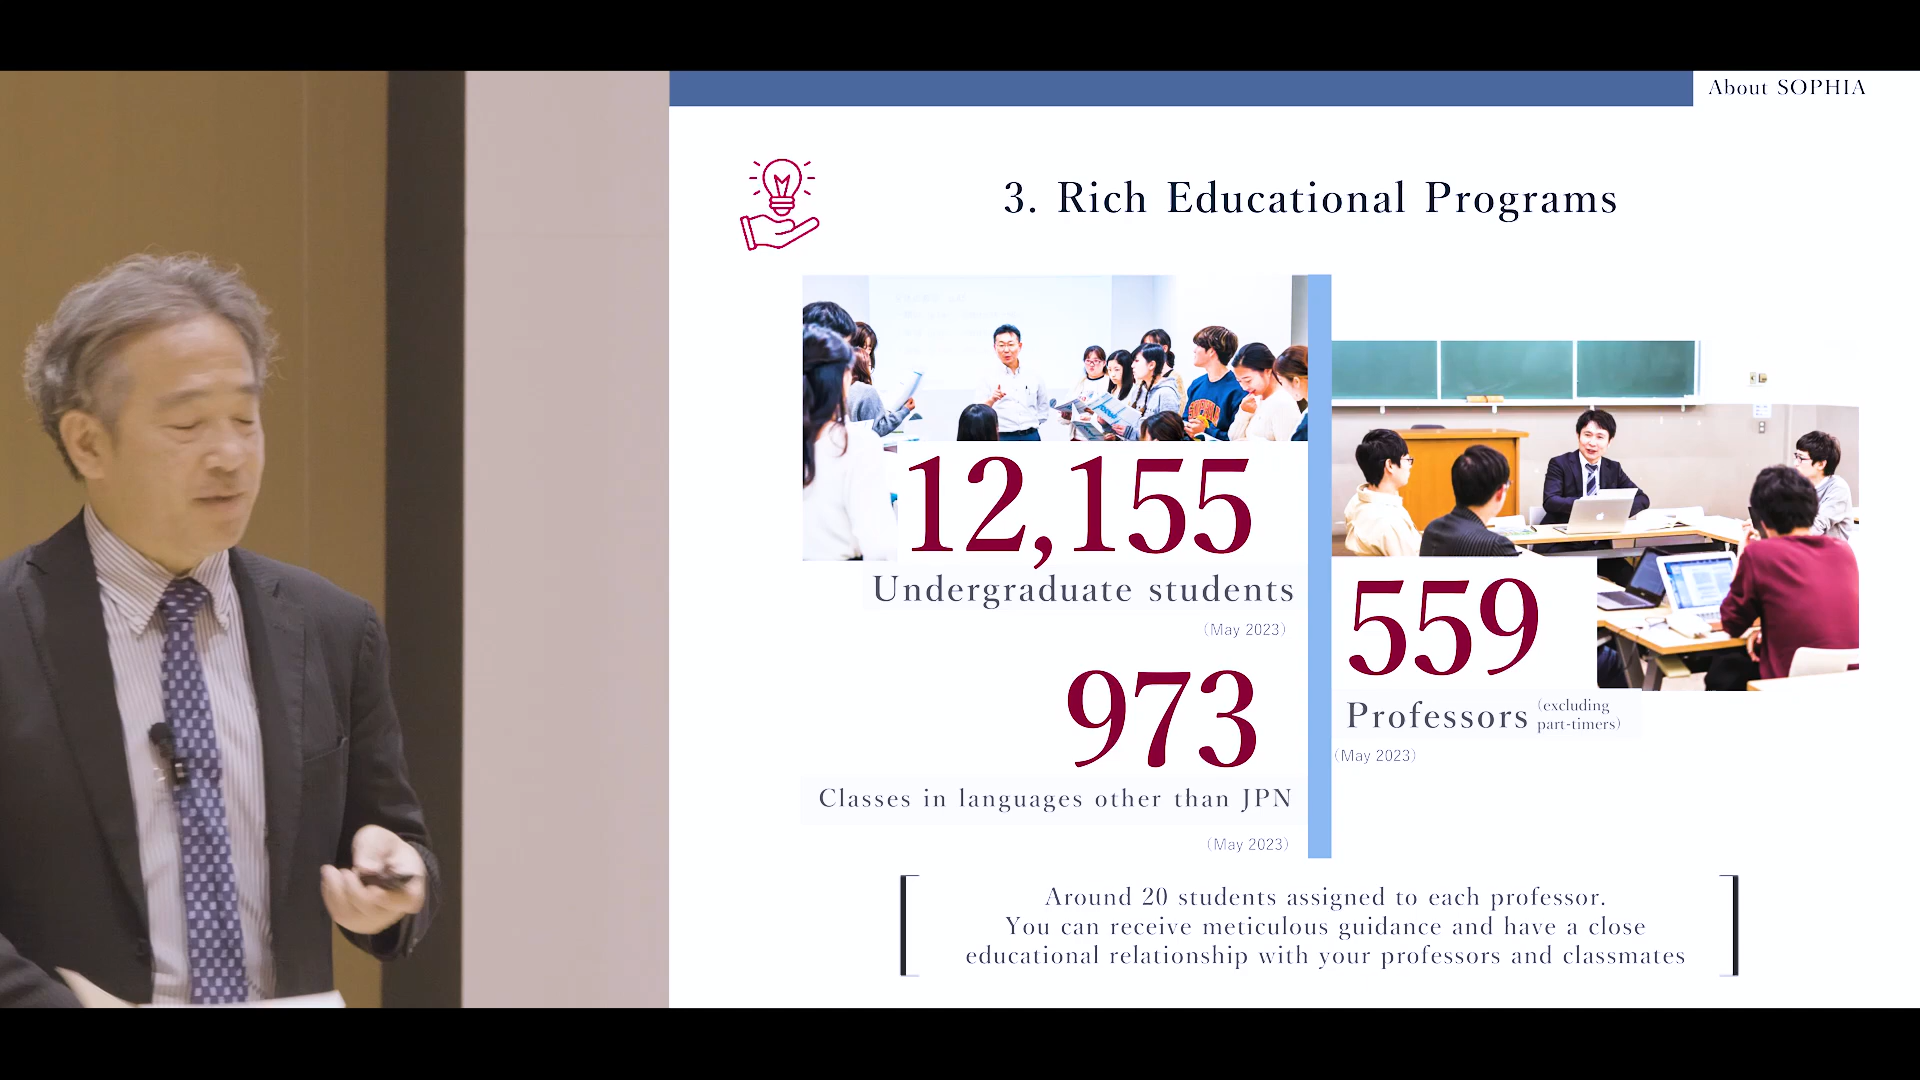 About SOPHIA
3. Rich Educational Programs
12,155
Undergraduate students
(May 2023)
973
Classes in languages other than JPN
(May 2023)
559
Professors (excluding
part-timers)
(May 2023)
Around 20 students assigned to each professor.
You can receive meticulous guidance and have a close
educational relationship with your professors and classmates